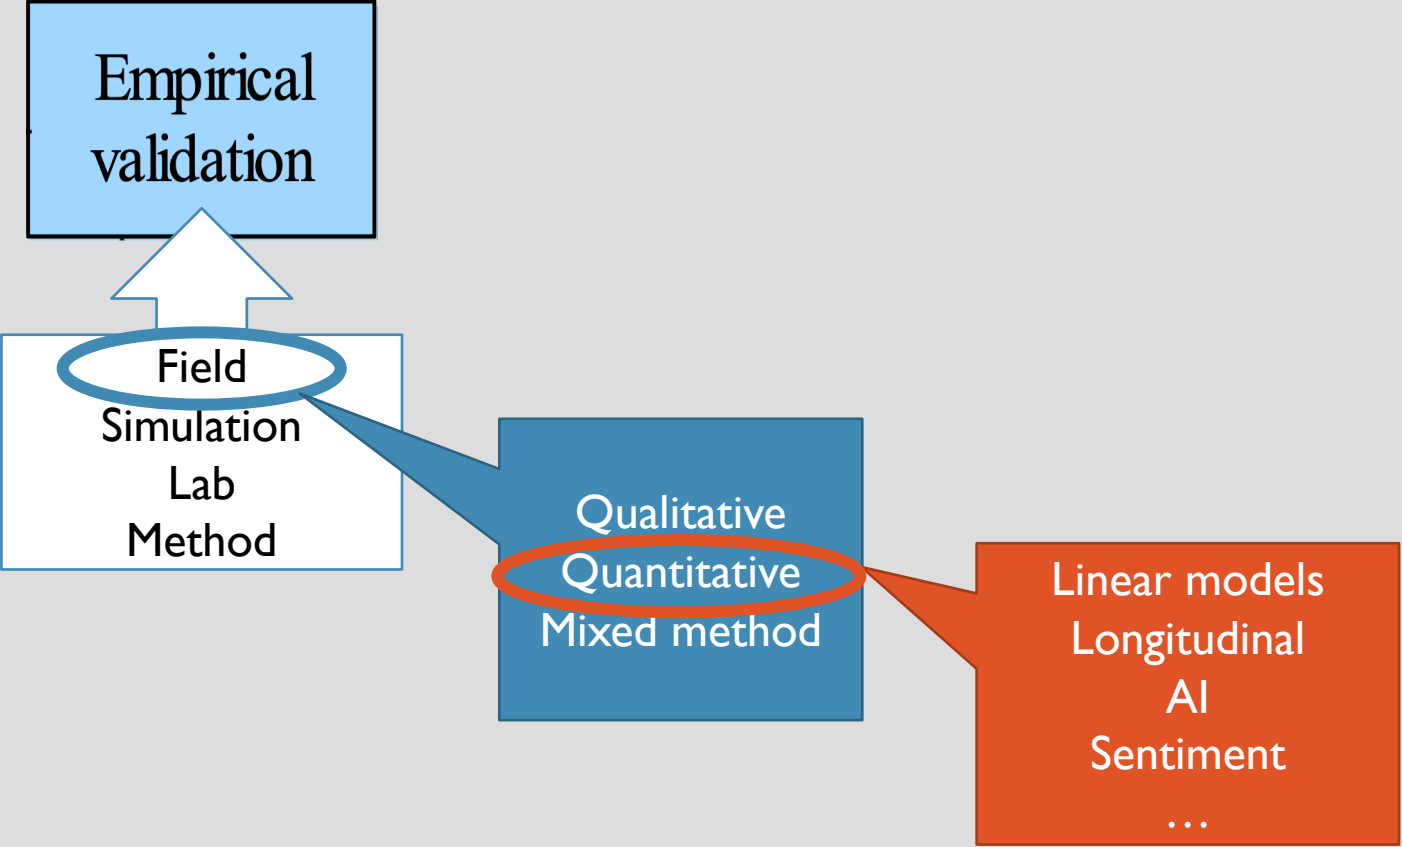 Empirical
validation
Field
Simulation
Lab
Method
Qualitative
Quantitative
Mixed method
Linear models
Longitudinal
AI
Sentiment
…